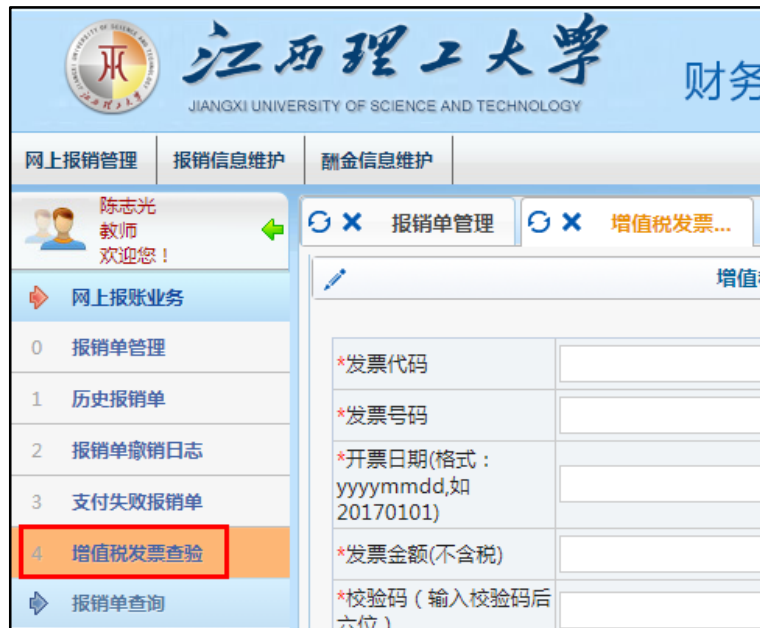 江西理工大学
JIANGXI UNIVERSITY OF SCIENCE AND TECHNOLOGY
财务
网上报销管理 报销信息维护 酬金信息维护
陈志光
教师
欢迎您！
报销单管理 增值税发票...
网上报账业务
增值
0 报销单管理
*发票代码
1 历史报销单
*发票号码
2 报销单撤销日志
*开票日期(格式：
yyyymmdd,如
20170101)
3 支付失败报销单
4 增值税发票查验
*发票金额(不含税)
报销单查询
*校验码（输入校验码后
六位）